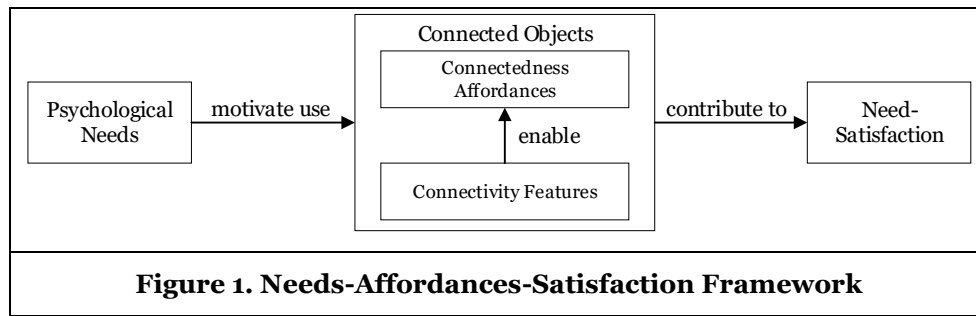 Connected Objects
Connectedness
Affordances
Psychological
Needs
motivate use
enable
contribute to
Need-
Satisfaction
Connectivity Features
Figure 1. Needs-Affordances-Satisfaction Framework